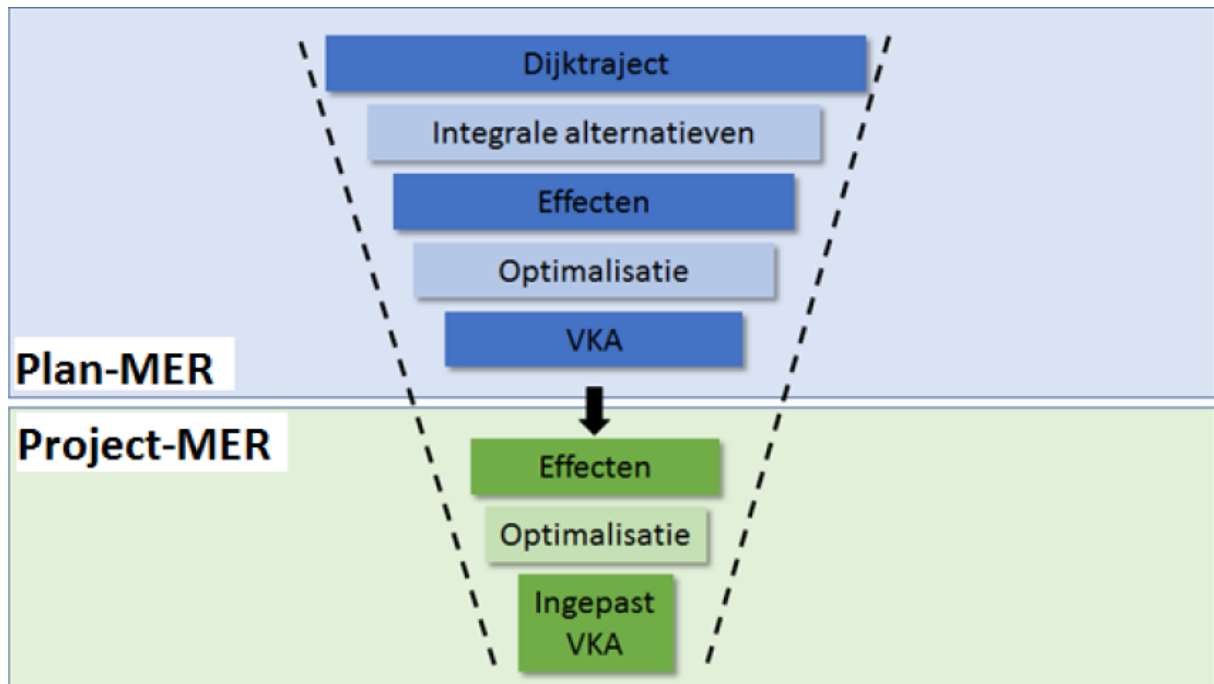 Dijktraject
Integrale alternatieven
Effecten
Optimalisatie
VKA
Plan-MER
Project-MER
Effecten
Optimalisatie
Ingepast
VKA